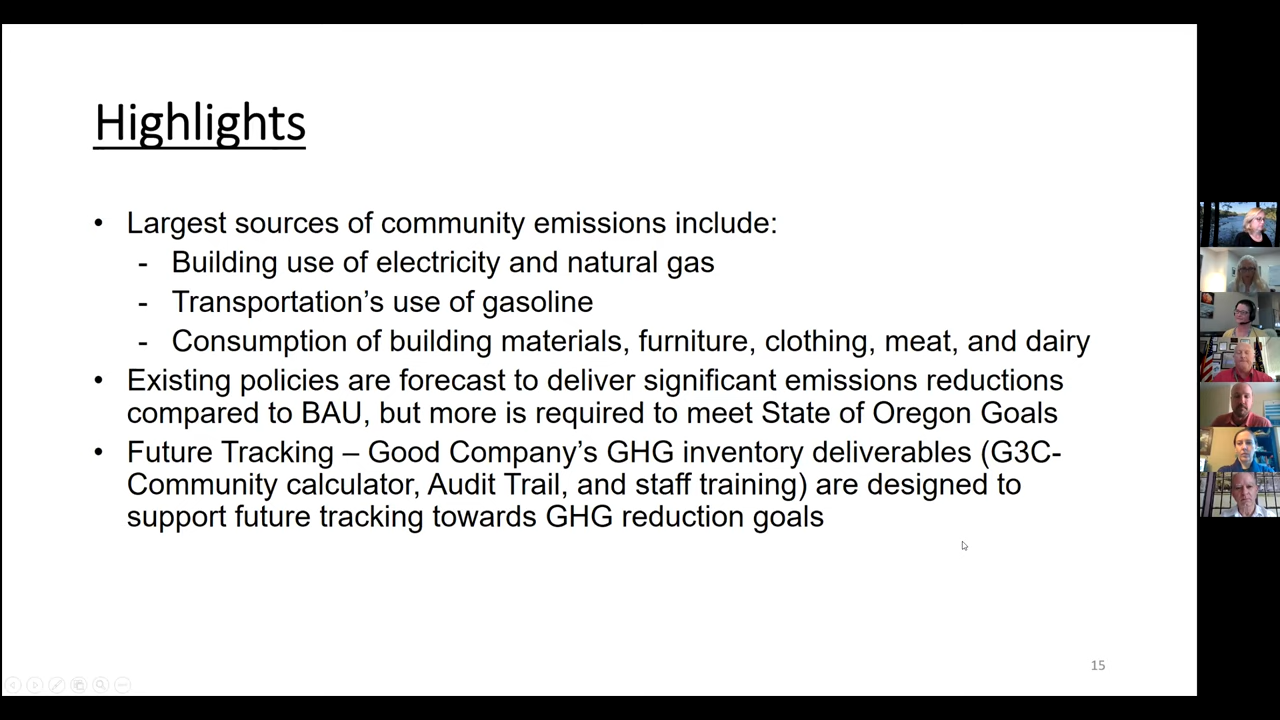 Highlights
• Largest sources of community emissions include:
- Building use of electricity and natural gas
- Transportation’s use of gasoline
- Consumption of building materials, furniture, clothing, meat, and dairy
• Existing policies are forecast to deliver significant emissions reductions
compared to BAU, but more is required to meet State of Oregon Goals
• Future Tracking – Good Company’s GHG inventory deliverables (G3C-
Community calculator, Audit Trail, and staff training) are designed to
support future tracking towards GHG reduction goals
15